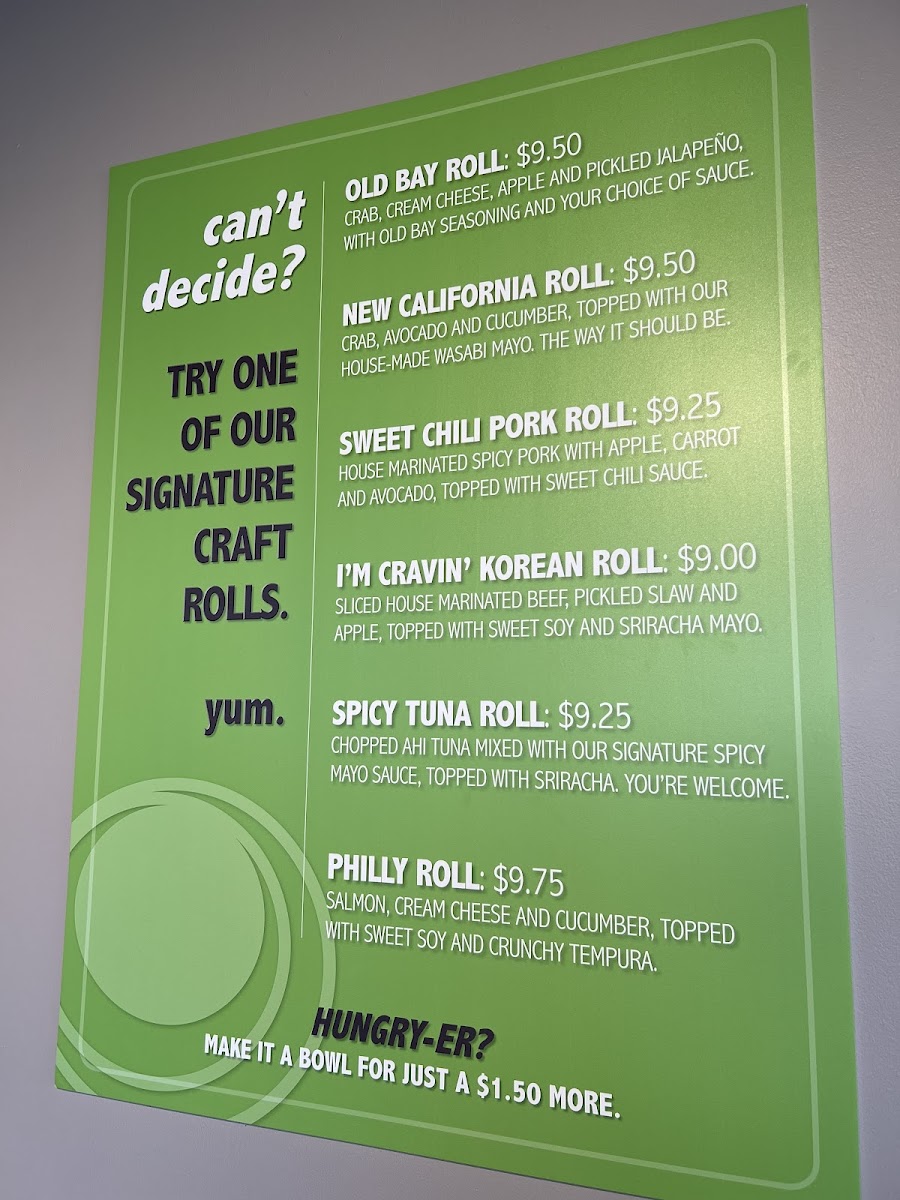 can't
decide?
TRY ONE
OF OUR
SIGNATURE
CRAFT
ROLLS.
yum.
OLD BAY ROLL: $9.50
CRAB, CREAM CHEESE, APPLE AND PICKLED JALAPEÑO,
WITH OLD BAY SEASONING AND YOUR CHOICE OF SAUCE.
NEW CALIFORNIA ROLL: $9.50
CRAB, AVOCADO AND CUCUMBER, TOPPED WITH OUR
HOUSE-MADE WASABI MAYO. THE WAY IT SHOULD BE.
SWEET CHILI PORK ROLL: $9.25
HOUSE MARINATED SPICY PORK WITH APPLE, CARROT
AND AVOCADO, TOPPED WITH SWEET CHILI SAUCE.
I'M CRAVIN' KOREAN ROLL: $9.00
SLICED HOUSE MARINATED BEEF, PICKLED SLAW AND
APPLE, TOPPED WITH SWEET SOY AND SRIRACHA MAYO.
SPICY TUNA ROLL: $9.25
CHOPPED AHI TUNA MIXED WITH OUR SIGNATURE SPICY
MAYO SAUCE, TOPPED WITH SRIRACHA. YOU'RE WELCOME.
PHILLY ROLL: $9.75
SALMON, CREAM CHEESE AND CUCUMBER, TOPPED
WITH SWEET SOY AND CRUNCHY TEMPURA.
HUNGRY-ER?
MAKE IT A BOWL FOR JUST A $1.50 MORE.